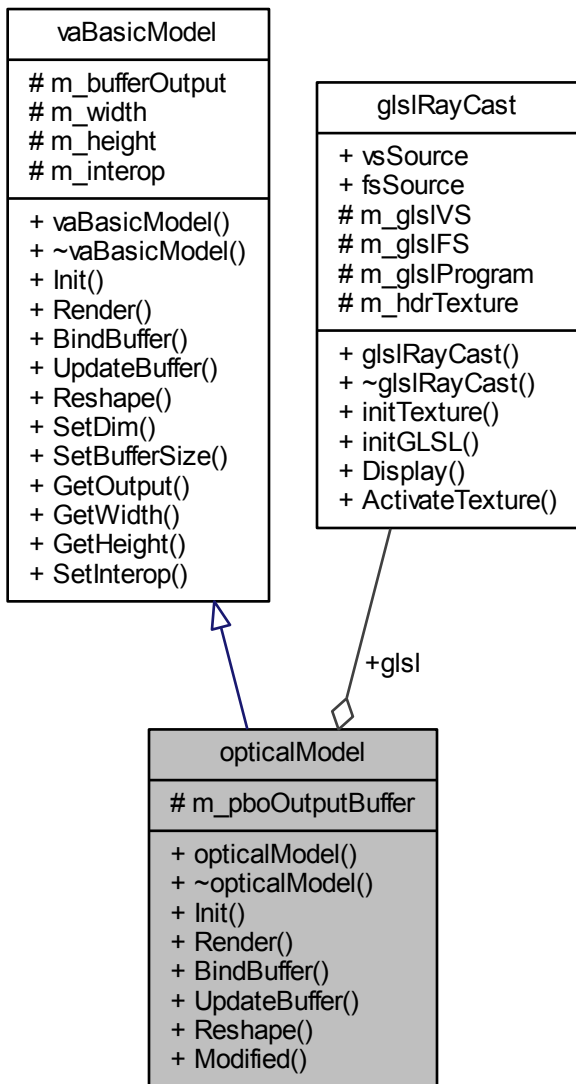 vaBasicModel
# m_bufferOutput
# m_width
# m_height
# m_interop
+ vaBasicModel()
+ ~vaBasicModel()
+ Init()
+ Render()
+ BindBuffer()
+ UpdateBuffer()
+ Reshape()
+ SetDim()
+ SetBufferSize()
+ GetOutput()
+ GetWidth()
+ GetHeight()
+ SetInterop()
glslRayCast
+ vsSource
+ fsSource
# m_glslVS
# m_glslFS
# m_glslProgram
# m_hdrTexture
+ glslRayCast()
+ ~glslRayCast()
+ initTexture()
+ initGLSL()
+ Display()
+ ActivateTexture()
+glsl
opticalModel
# m_pboOutputBuffer
+ opticalModel()
+ ~opticalModel()
+ Init()
+ Render()
+ BindBuffer()
+ UpdateBuffer()
+ Reshape()
+ Modified()